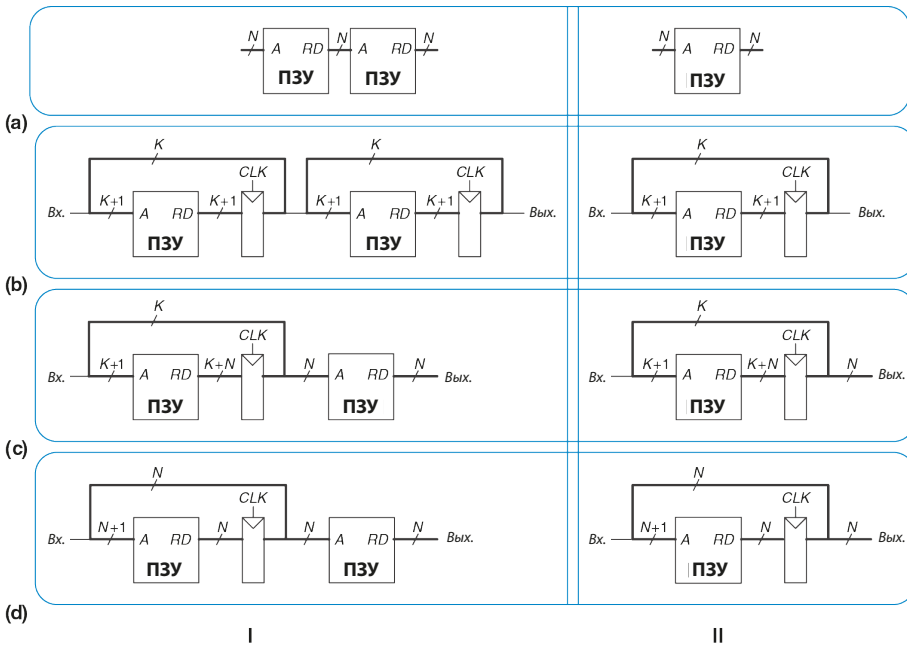 N A RD N A RD N N A RD N
ПЗУ ПЗУ ПЗУ
(a)
K K K
CLK CLK CLK
Вх. K+1 A RD K+1 K+1 A RD K+1 Вых. Вх. K+1 A RD K+1 Вых.
ПЗУ ПЗУ ПЗУ
(b)
K K
CLK CLK
Вх. K+1 A RD K+N N A RD N Вых. Вх. K+1 A RD K+N N Вых.
ПЗУ ПЗУ ПЗУ
(c)
N N
CLK CLK
Вх. N+1 A RD N N A RD N Вых. Вх. N+1 A RD N N Вых.
ПЗУ ПЗУ ПЗУ
(d)
I II